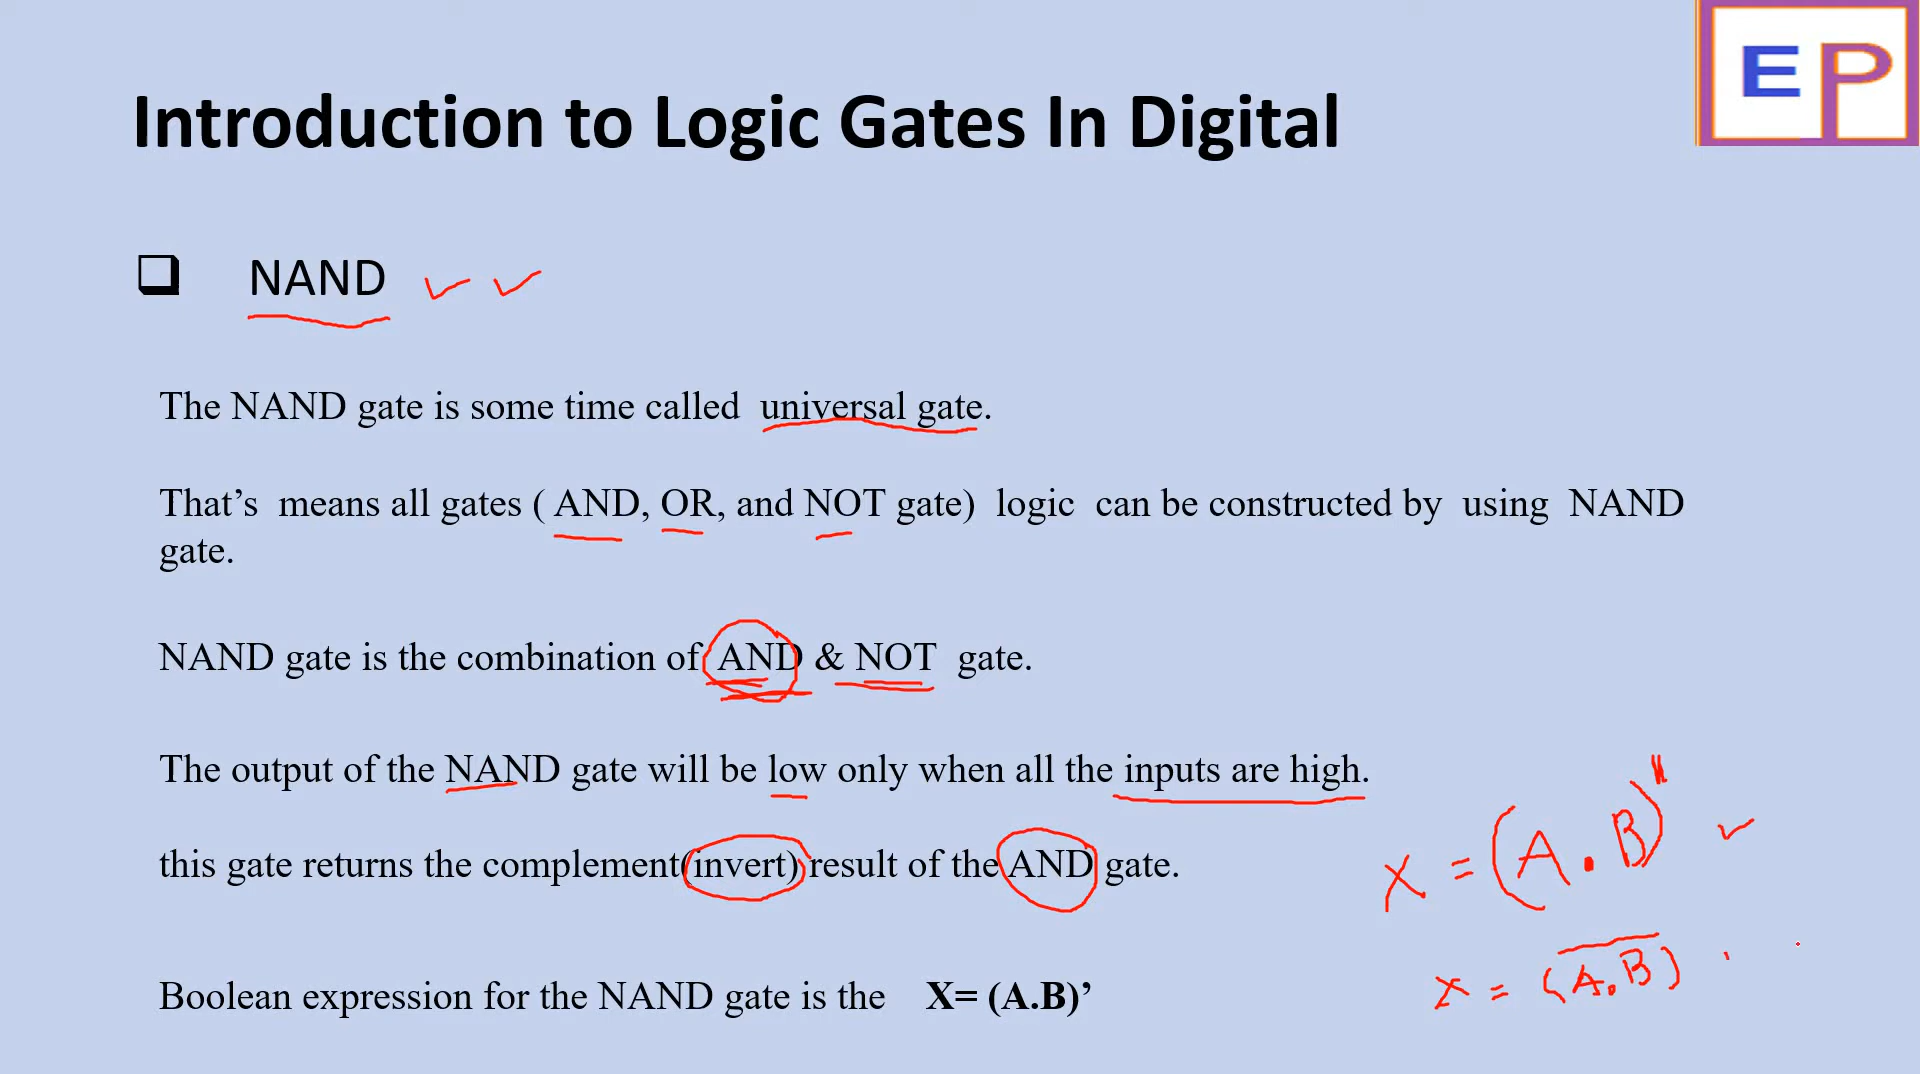 EP
Introduction to Logic Gates In Digital
NAND
The NAND gate is some time called universal gate.
That’s means all gates ( AND, OR, and NOT gate) logic can be constructed by using NAND
gate.
NAND gate is the combination of AND & NOT gate.
The output of the NAND gate will be low only when all the inputs are high.
this gate returns the complement(invert) result of the AND gate.
X = (A.B)'
X = (A.B)
Boolean expression for the NAND gate is the X= (A.B)’